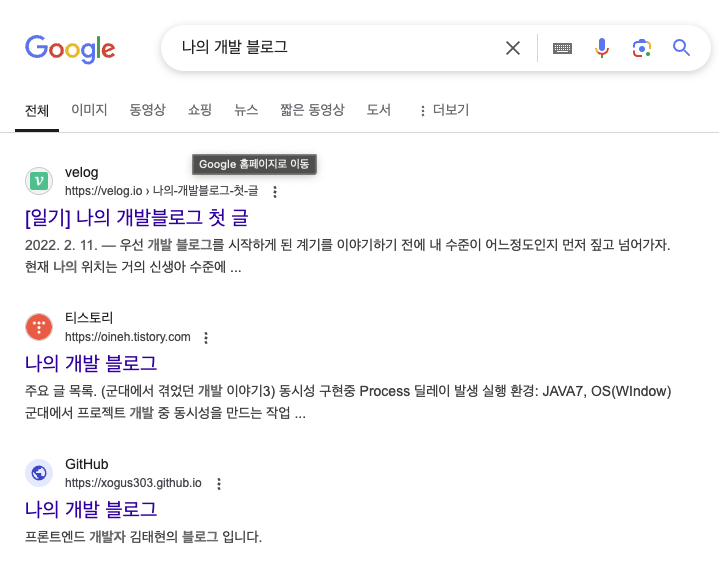 Google
나의 개발 블로그
전체 이미지 동영상 쇼핑 뉴스 짧은 동영상 도서 더보기
Google 홈페이지로 이동
velog
https://velog.io › 나의-개발블로그-첫-글
[일기] 나의 개발블로그 첫 글
2022. 2. 11. — 우선 개발 블로그를 시작하게 된 계기를 이야기하기 전에 내 수준이 어느정도인지 먼저 짚고 넘어가자.
현재 나의 위치는 거의 신생아 수준에 ...
티스토리
https://oineh.tistory.com
나의 개발 블로그
주요 글 목록. (군대에서 겪었던 개발 이야기3) 동시성 구현중 Process 딜레이 발생 실행 환경: JAVA7, OS(WIndow)
군대에서 프로젝트 개발 중 동시성을 만드는 작업 ...
GitHub
https://xogus303.github.io
나의 개발 블로그
프론트엔드 개발자 김태현의 블로그 입니다.